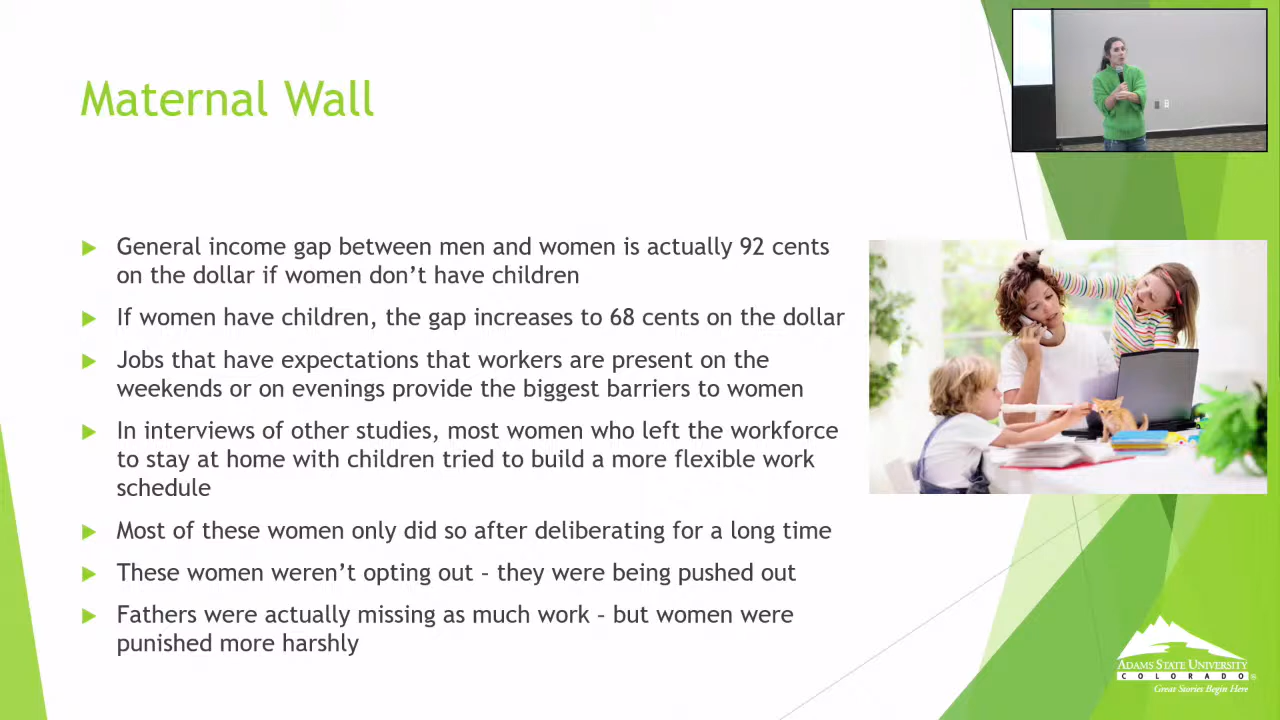 Maternal Wall
General income gap between men and women is actually 92 cents
on the dollar if women don't have children
If women have children, the gap increases to 68 cents on the dollar
Jobs that have expectations that workers are present on the
weekends or on evenings provide the biggest barriers to women
In interviews of other studies, most women who left the workforce
to stay at home with children tried to build a more flexible work
schedule
Most of these women only did so after deliberating for a long time
These women weren't opting out – they were being pushed out
Fathers were actually missing as much work – but women were
punished more harshly
ADAMS STATE UNIVERSITY
COLORADO®
Great Stories Begin Here